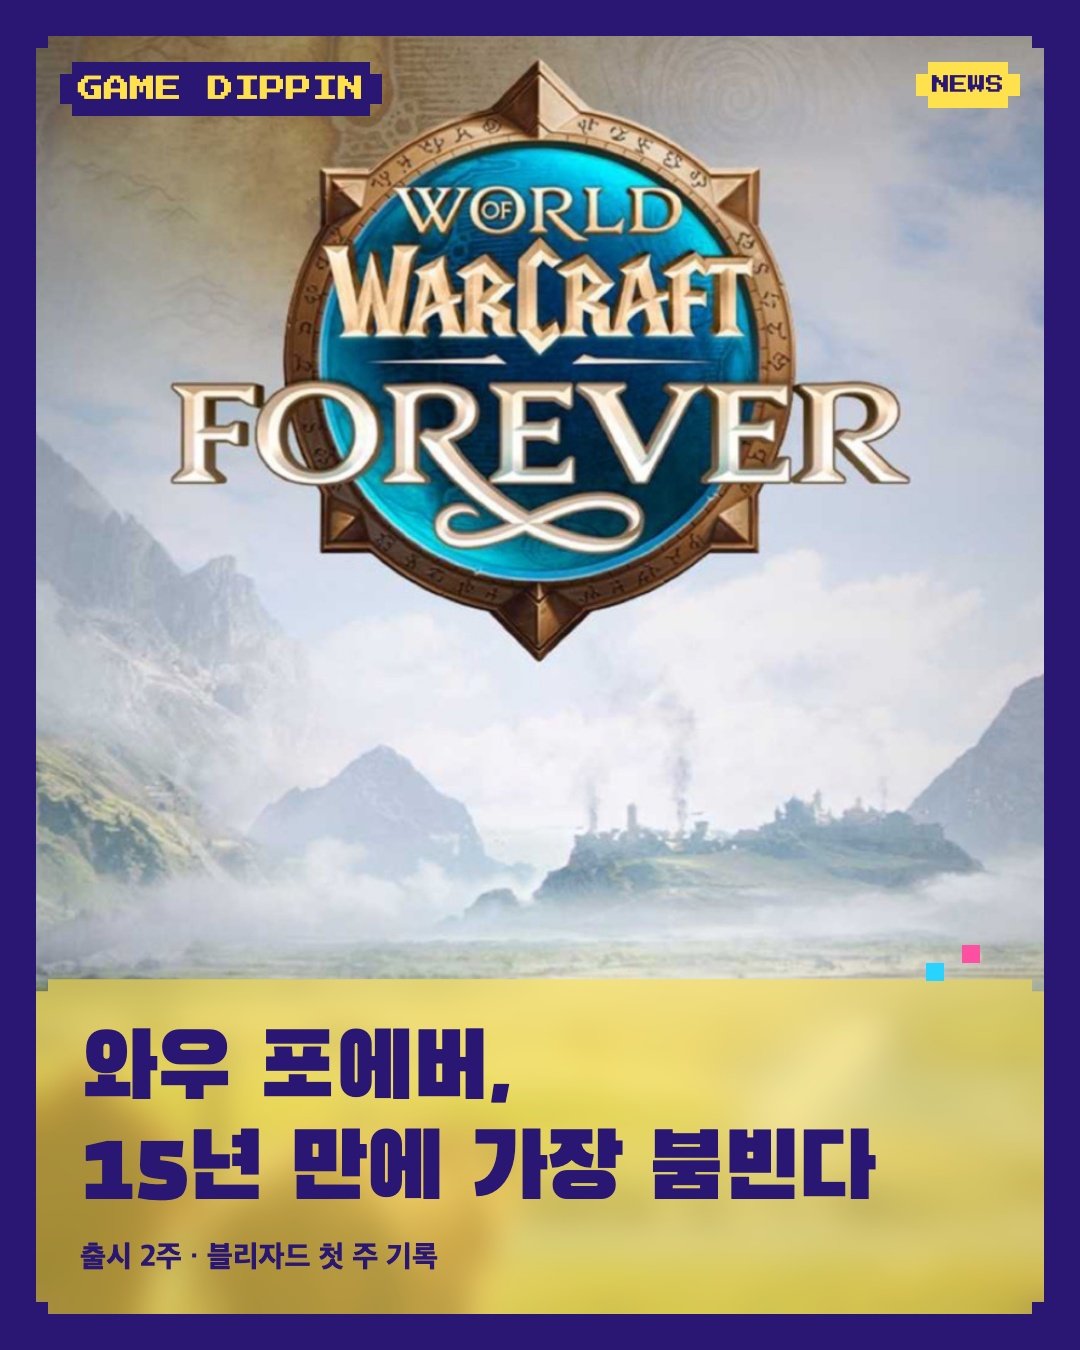 GAME DIPPIN
NEWS
WORLD OF
WARCRAFT
FOREVER
와우 포에버,
15년 만에 가장 붐빈다
출시 2주 · 블리자드 첫 주 기록